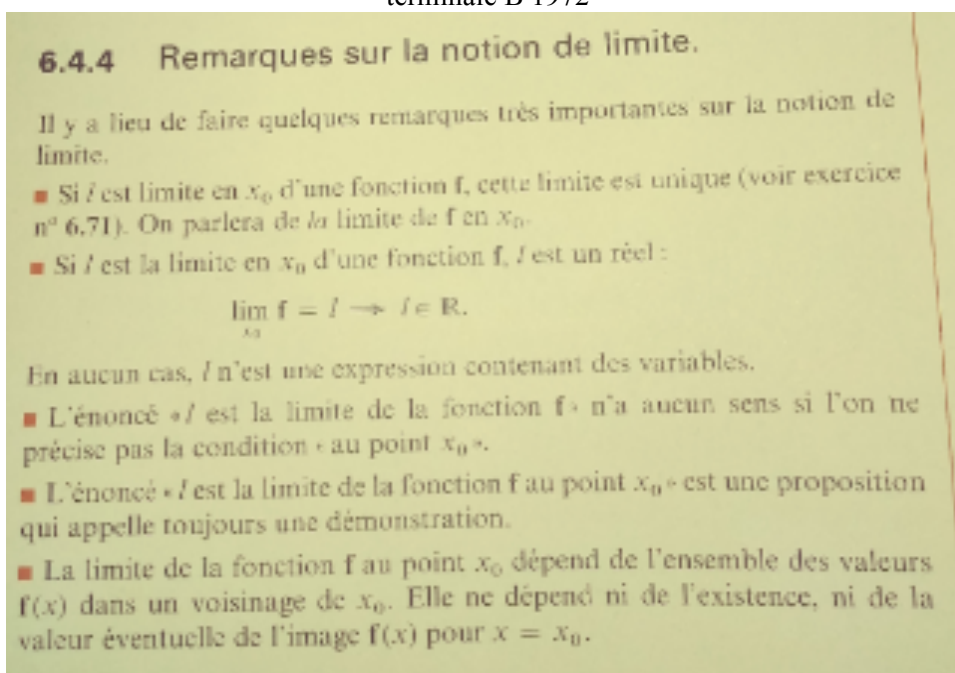 terminale B 1972
6.4.4 Remarques sur la notion de limite.
Il y a lieu de faire quelques remarques très importantes sur la notion de
limite.
■ Si l est limite en x₀ d'une fonction f, cette limite est unique (voir exercice
n° 6.71). On parlera de la limite de f en x₀.
■ Si l est la limite en x₀ d'une fonction f, l est un réel :
lim f = l → l ∈ ℝ.
x₀
En aucun cas, l n'est une expression contenant des variables.
■ L'énoncé « l est la limite de la fonction f » n'a aucun sens si l'on ne
précise pas la condition « au point x₀ ».
■ L'énoncé « l est la limite de la fonction f au point x₀ » est une proposition
qui appelle toujours une démonstration.
■ La limite de la fonction f au point x₀ dépend de l'ensemble des valeurs
f(x) dans un voisinage de x₀. Elle ne dépend ni de l'existence, ni de la
valeur éventuelle de l'image f(x) pour x = x₀.